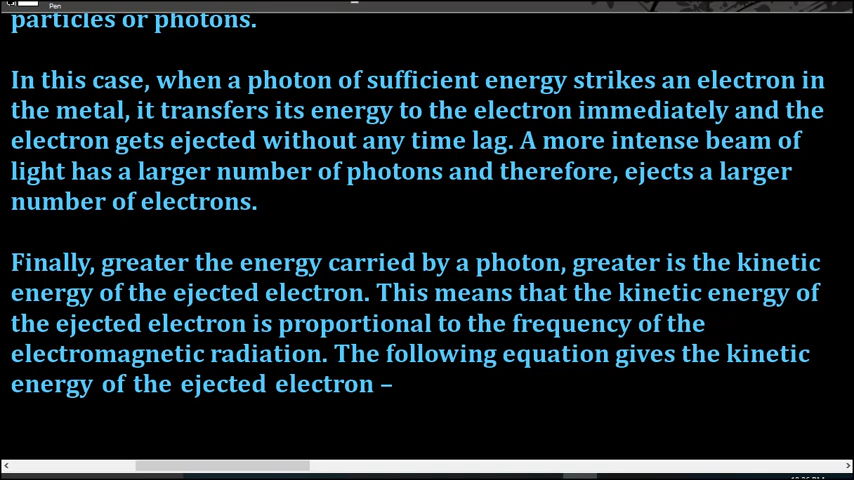 Pen
particles or photons.
In this case, when a photon of sufficient energy strikes an electron in
the metal, it transfers its energy to the electron immediately and the
electron gets ejected without any time lag. A more intense beam of
light has a larger number of photons and therefore, ejects a larger
number of electrons.
Finally, greater the energy carried by a photon, greater is the kinetic
energy of the ejected electron. This means that the kinetic energy of
the ejected electron is proportional to the frequency of the
electromagnetic radiation. The following equation gives the kinetic
energy of the ejected electron –